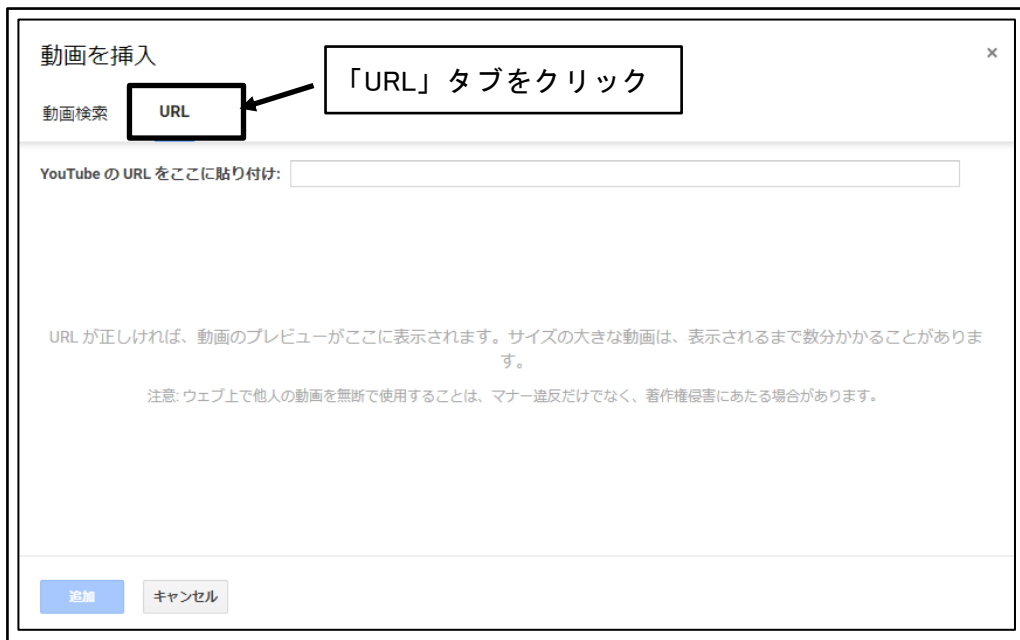 動画を挿入
×
「URL」タブをクリック
動画検索
URL
YouTube の URL をここに貼り付け:
URL が正しければ、動画のプレビューがここに表示されます。サイズの大きな動画は、表示されるまで数分かかることがありま
す。
注意: ウェブ上で他人の動画を無断で使用することは、マナー違反だけでなく、著作権侵害にあたる場合があります。
追加
キャンセル